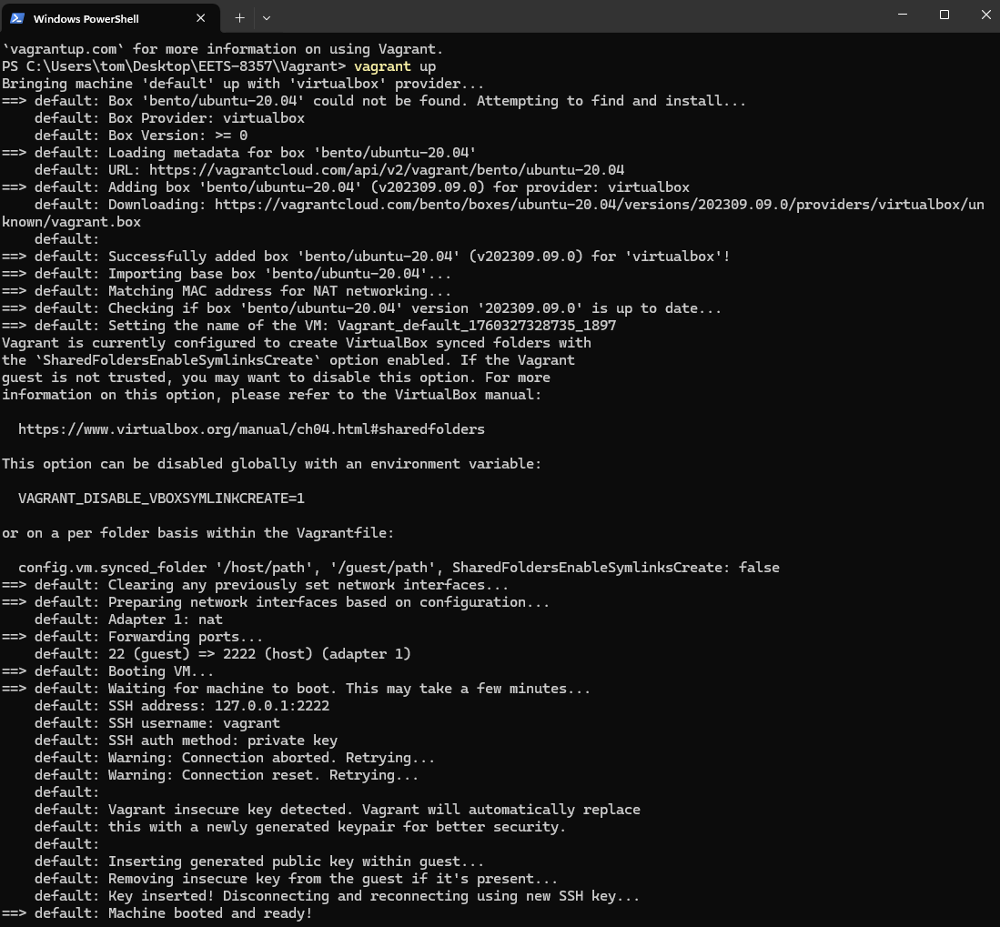 Windows PowerShell
`vagrantup.com` for more information on using Vagrant.
PS C:\Users\tom\Desktop\EETS-8357\Vagrant> vagrant up
Bringing machine 'default' up with 'virtualbox' provider...
==> default: Box 'bento/ubuntu-20.04' could not be found. Attempting to find and install...
    default: Box Provider: virtualbox
    default: Box Version: >= 0
==> default: Loading metadata for box 'bento/ubuntu-20.04'
    default: URL: https://vagrantcloud.com/api/v2/vagrant/bento/ubuntu-20.04
==> default: Adding box 'bento/ubuntu-20.04' (v202309.09.0) for provider: virtualbox
    default: Downloading: https://vagrantcloud.com/bento/boxes/ubuntu-20.04/versions/202309.09.0/providers/virtualbox/un
known/vagrant.box
    default:
==> default: Successfully added box 'bento/ubuntu-20.04' (v202309.09.0) for 'virtualbox'!
==> default: Importing base box 'bento/ubuntu-20.04'...
==> default: Matching MAC address for NAT networking...
==> default: Checking if box 'bento/ubuntu-20.04' version '202309.09.0' is up to date...
==> default: Setting the name of the VM: Vagrant_default_1760327328735_1897
Vagrant is currently configured to create VirtualBox synced folders with
the `SharedFoldersEnableSymlinksCreate` option enabled. If the Vagrant
guest is not trusted, you may want to disable this option. For more
information on this option, please refer to the VirtualBox manual:
  https://www.virtualbox.org/manual/ch04.html#sharedfolders
This option can be disabled globally with an environment variable:
  VAGRANT_DISABLE_VBOXSYMLINKCREATE=1
or on a per folder basis within the Vagrantfile:
  config.vm.synced_folder '/host/path', '/guest/path', SharedFoldersEnableSymlinksCreate: false
==> default: Clearing any previously set network interfaces...
==> default: Preparing network interfaces based on configuration...
    default: Adapter 1: nat
==> default: Forwarding ports...
    default: 22 (guest) => 2222 (host) (adapter 1)
==> default: Booting VM...
==> default: Waiting for machine to boot. This may take a few minutes...
    default: SSH address: 127.0.0.1:2222
    default: SSH username: vagrant
    default: SSH auth method: private key
    default: Warning: Connection aborted. Retrying...
    default: Warning: Connection reset. Retrying...
    default:
    default: Vagrant insecure key detected. Vagrant will automatically replace
    default: this with a newly generated keypair for better security.
    default:
    default: Inserting generated public key within guest...
    default: Removing insecure key from the guest if it's present...
    default: Key inserted! Disconnecting and reconnecting using new SSH key...
==> default: Machine booted and ready!